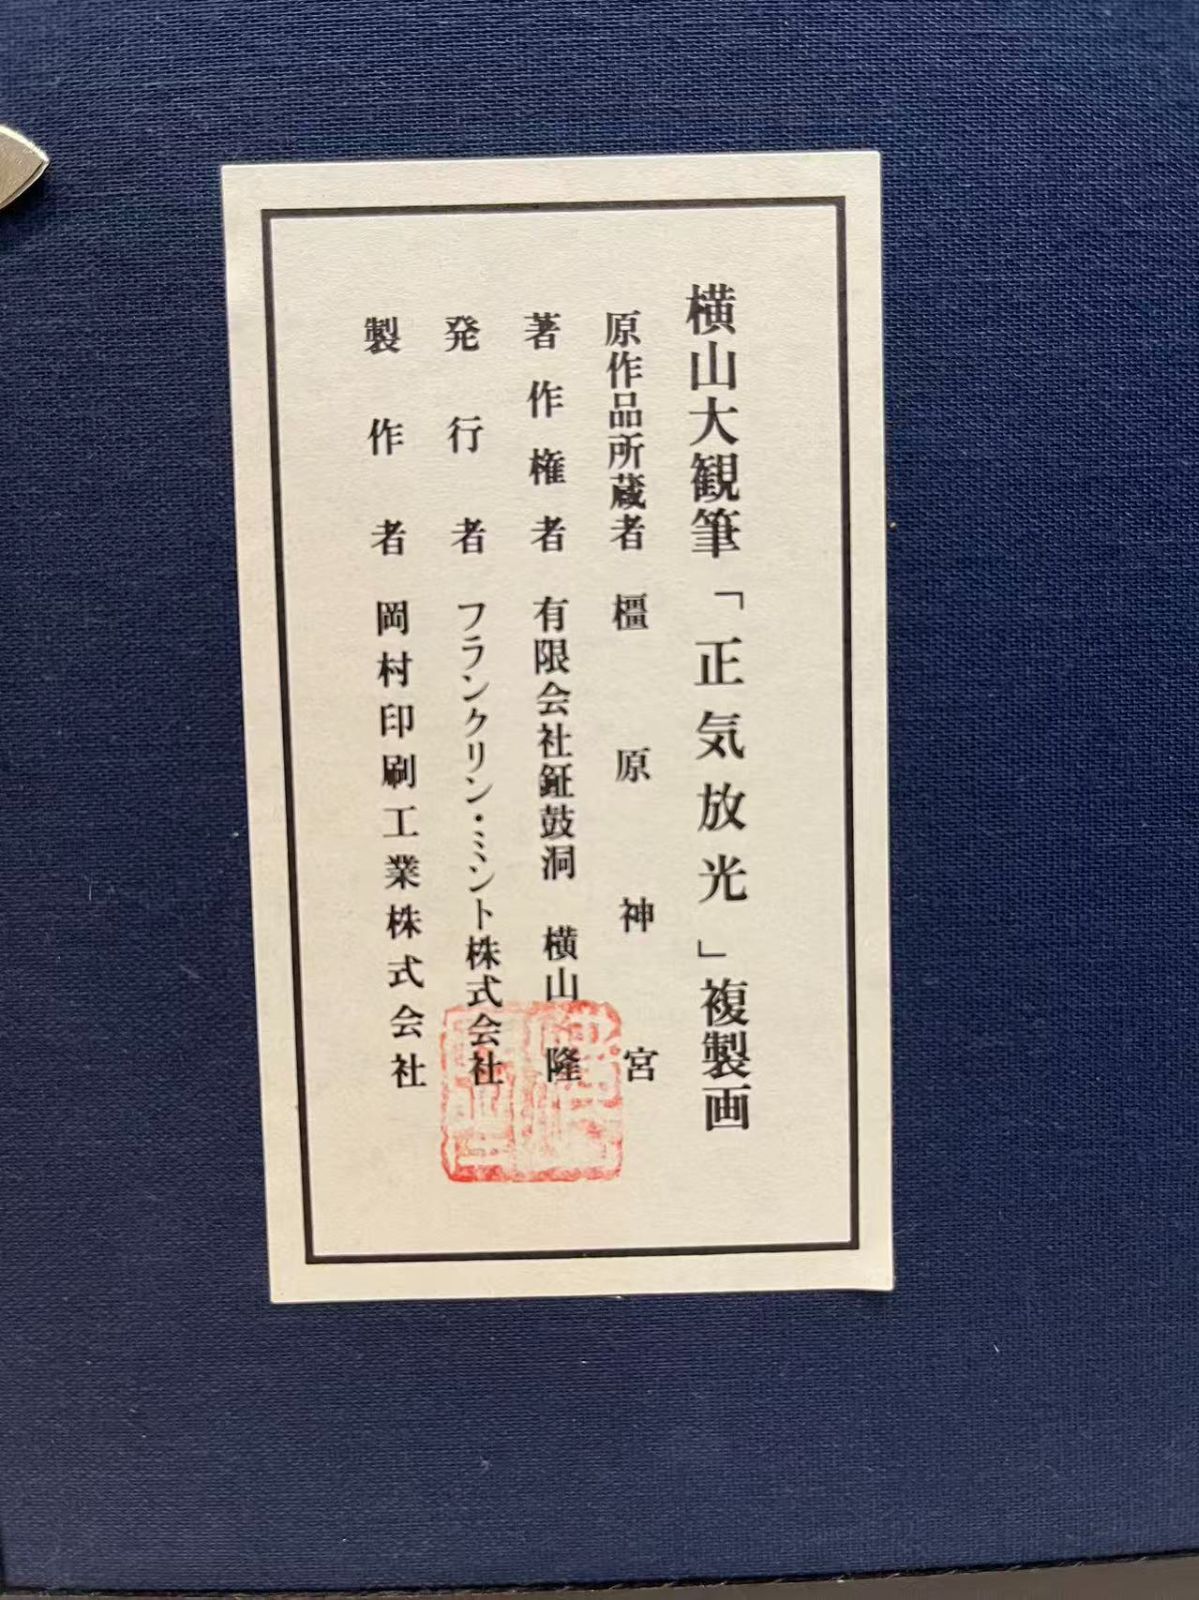 横山大観筆「正気放光」複製画
原作品所蔵者 橿原神宮
著作権者 有限会社鉦鼓洞 横山隆
発行者 フランクリン・ミント株式会社
製作者 岡村印刷工業株式会社